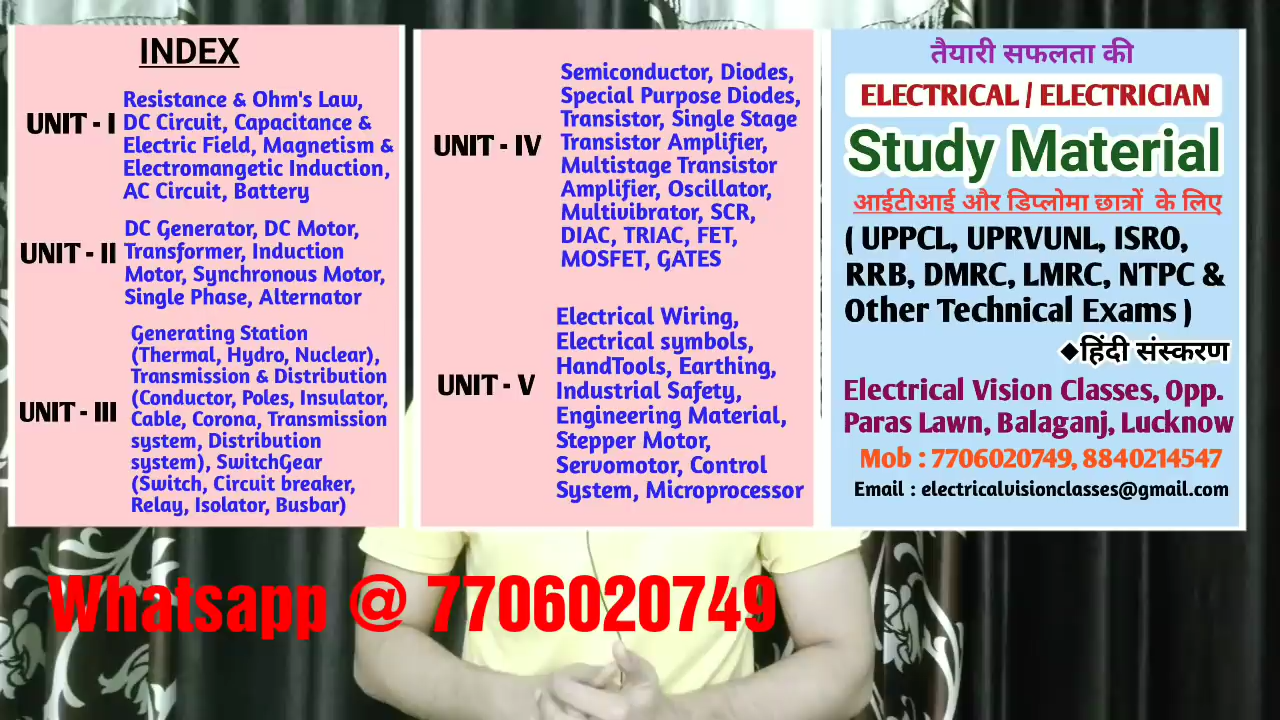 INDEX
UNIT - I
Resistance & Ohm's Law,
DC Circuit, Capacitance &
Electric Field, Magnetism &
Electromangetic Induction,
AC Circuit, Battery
UNIT - II
DC Generator, DC Motor,
Transformer, Induction
Motor, Synchronous Motor,
Single Phase, Alternator
UNIT - III
Generating Station
(Thermal, Hydro, Nuclear),
Transmission & Distribution
(Conductor, Poles, Insulator,
Cable, Corona, Transmission
system, Distribution
system), SwitchGear
(Switch, Circuit breaker,
Relay, Isolator, Busbar)
UNIT - IV
Semiconductor, Diodes,
Special Purpose Diodes,
Transistor, Single Stage
Transistor Amplifier,
Multistage Transistor
Amplifier, Oscillator,
Multivibrator, SCR,
DIAC, TRIAC, FET,
MOSFET, GATES
UNIT - V
Electrical Wiring,
Electrical symbols,
HandTools, Earthing,
Industrial Safety,
Engineering Material,
Stepper Motor,
Servomotor, Control
System, Microprocessor
तैयारी सफलता की
ELECTRICAL / ELECTRICIAN
Study Material
आईटीआई और डिप्लोमा छात्रों के लिए
( UPPCL, UPRVUNL, ISRO,
RRB, DMRC, LMRC, NTPC &
Other Technical Exams )
◆हिंदी संस्करण
Electrical Vision Classes, Opp.
Paras Lawn, Balaganj, Lucknow
Mob : 7706020749, 8840214547
Email : electricalvisionclasses@gmail.com
Whatsapp @ 7706020749